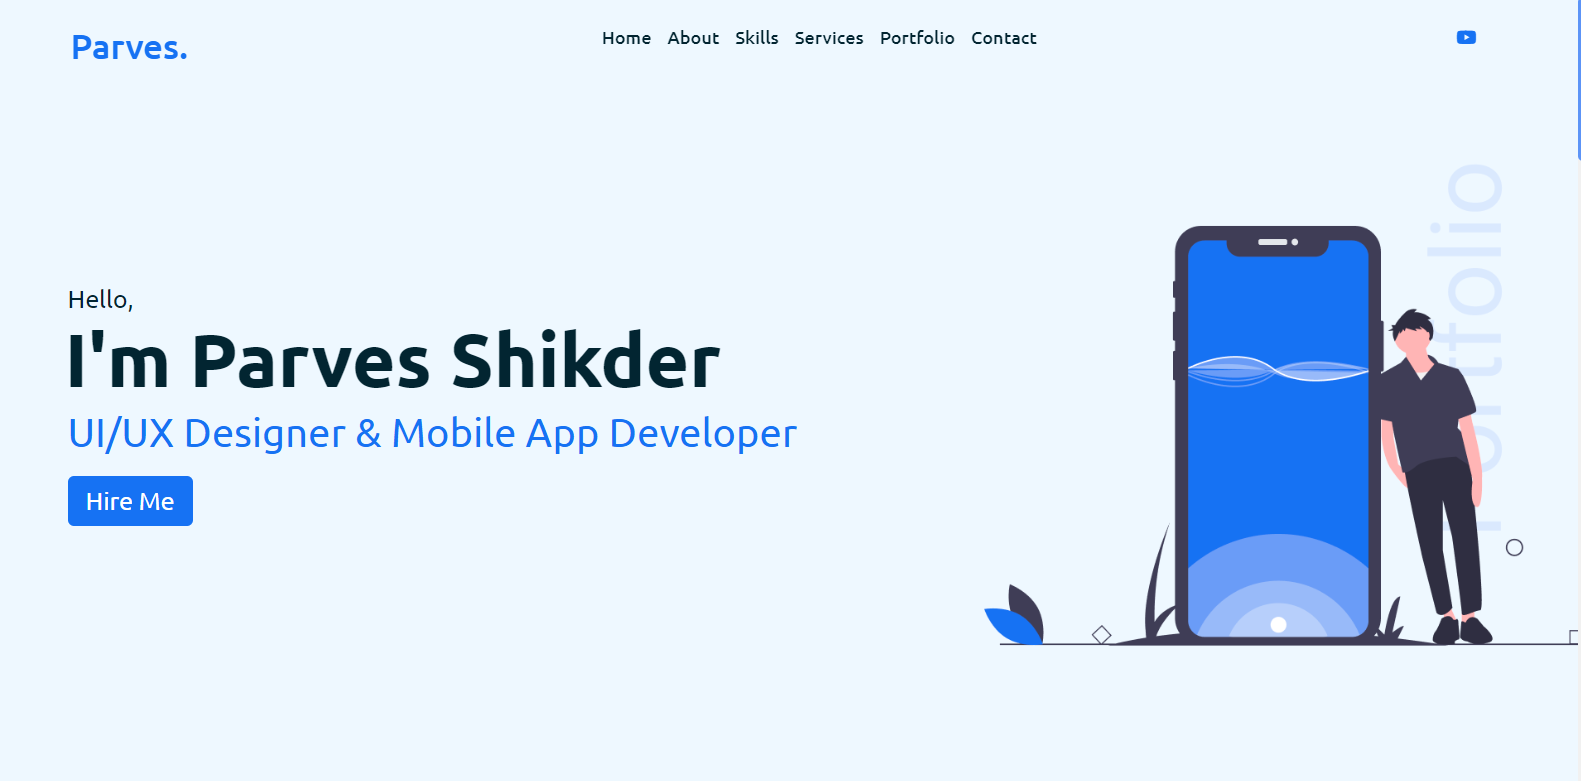 Parves.
Home About Skills Services Portfolio Contact
Hello,
I'm Parves Shikder
UI/UX Designer & Mobile App Developer
Hire Me
Portfolio